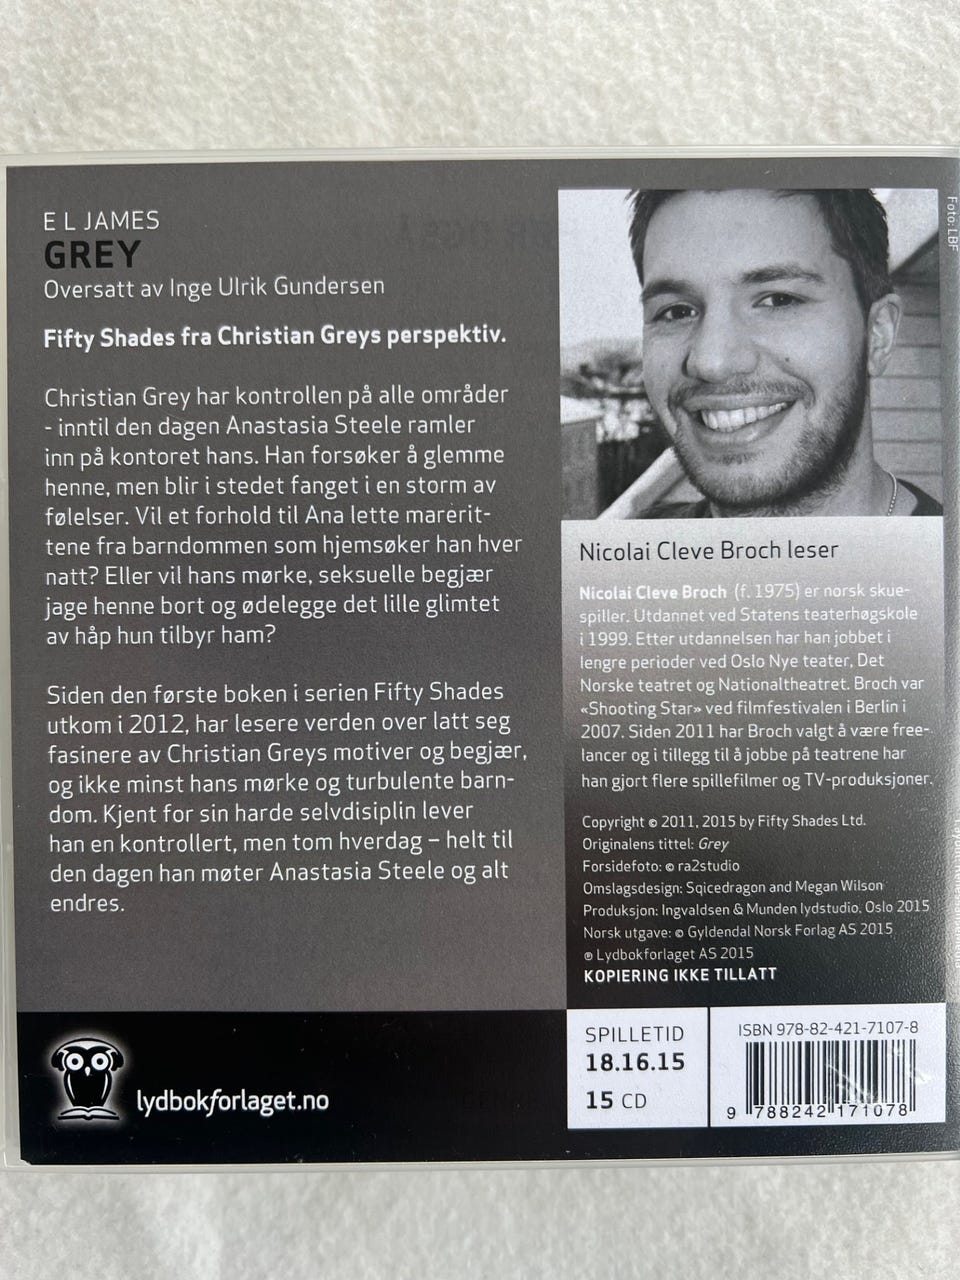 E L JAMES
GREY
Oversatt av Inge Ulrik Gundersen
Fifty Shades fra Christian Greys perspektiv.
Christian Grey har kontrollen på alle områder
- inntil den dagen Anastasia Steele ramler
inn på kontoret hans. Han forsøker å glemme
henne, men blir i stedet fanget i en storm av
følelser. Vil et forhold til Ana lette marerit-
tene fra barndommen som hjemsøker han hver
natt? Eller vil hans mørke, seksuelle begjær
jage henne bort og ødelegge det lille glimtet
av håp hun tilbyr ham?
Siden den første boken i serien Fifty Shades
utkom i 2012, har lesere verden over latt seg
fasinere av Christian Greys motiver og begjær,
og ikke minst hans mørke og turbulente barn-
dom. Kjent for sin harde selvdisiplin lever
han en kontrollert, men tom hverdag – helt til
den dagen han møter Anastasia Steele og alt
endres.
lydbokforlaget.no
Foto: LBF
Nicolai Cleve Broch leser
Nicolai Cleve Broch (f. 1975) er norsk skue-
spiller. Utdannet ved Statens teaterhøgskole
i 1999. Etter utdannelsen har han jobbet i
lengre perioder ved Oslo Nye teater, Det
Norske teatret og Nationaltheatret. Broch var
«Shooting Star» ved filmfestivalen i Berlin i
2007. Siden 2011 har Broch valgt å være free-
lancer og i tillegg til å jobbe på teatrene har
han gjort flere spillefilmer og TV-produksjoner.
Copyright © 2011, 2015 by Fifty Shades Ltd.
Originalens tittel: Grey
Forsidefoto: © ra2studio
Omslagsdesign: Sqicedragon and Megan Wilson
Produksjon: Ingvaldsen & Munden lydstudio, Oslo 2015
Norsk utgave: © Gyldendal Norsk Forlag AS 2015
℗ Lydbokforlaget AS 2015
KOPIERING IKKE TILLATT
SPILLETID
18.16.15
15 CD
ISBN 978-82-421-7107-8
9 788242 171078